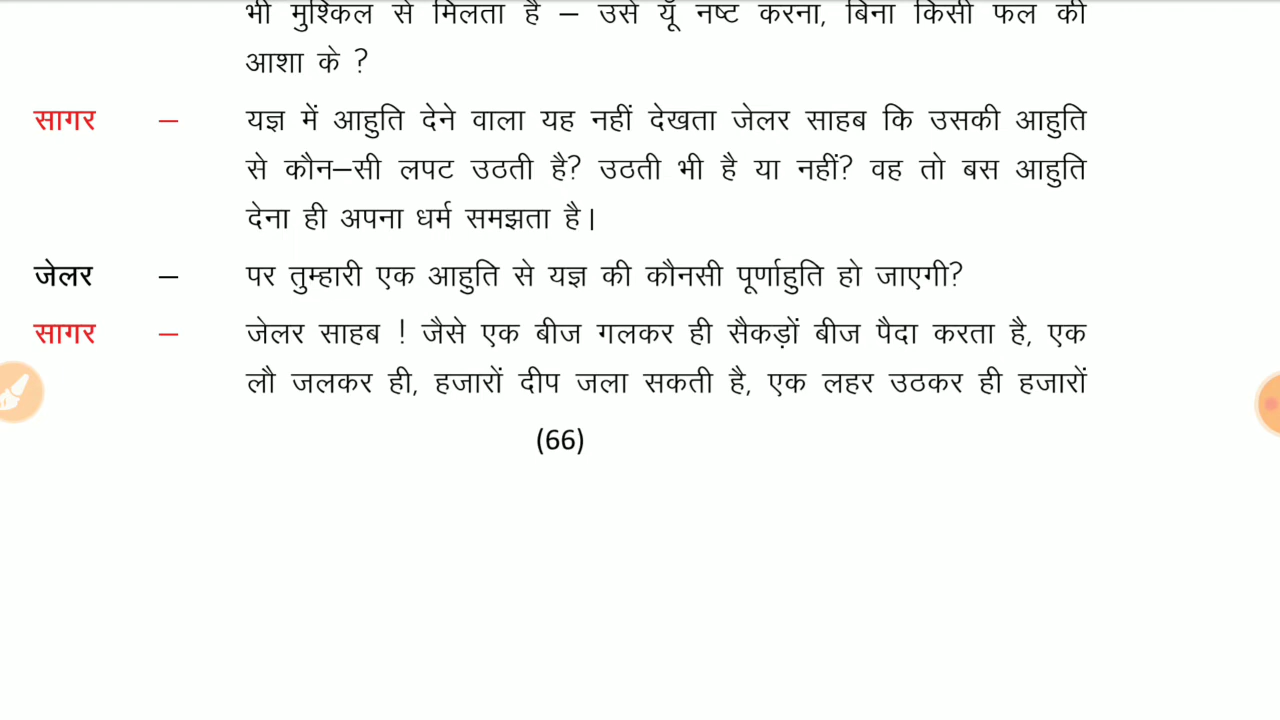 भी मुश्किल से मिलता है – उसे यूँ नष्ट करना, बिना किसी फल की
आशा के ?
सागर – यज्ञ में आहुति देने वाला यह नहीं देखता जेलर साहब कि उसकी आहुति
से कौन–सी लपट उठती है? उठती भी है या नहीं? वह तो बस आहुति
देना ही अपना धर्म समझता है।
जेलर – पर तुम्हारी एक आहुति से यज्ञ की कौनसी पूर्णाहुति हो जाएगी?
सागर – जेलर साहब ! जैसे एक बीज गलकर ही सैकड़ों बीज पैदा करता है, एक
लौ जलकर ही, हजारों दीप जला सकती है, एक लहर उठकर ही हजारों
(66)